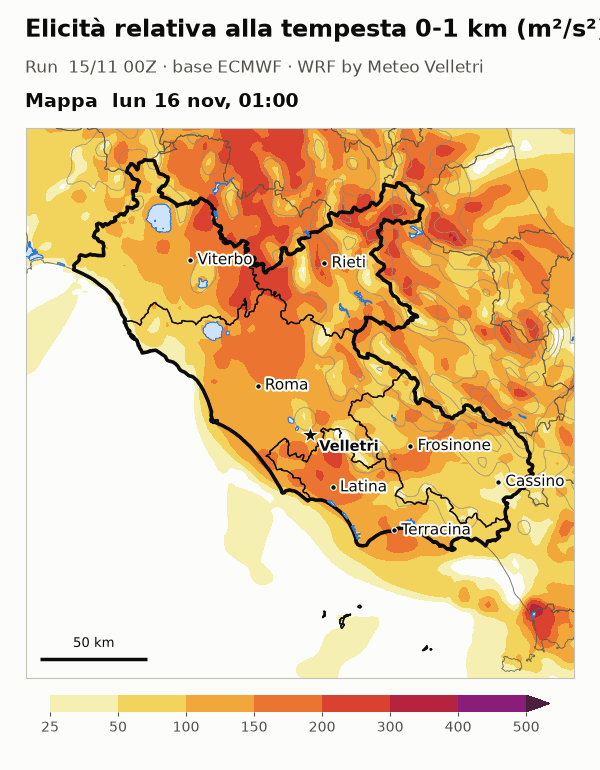 Elicità relativa alla tempesta 0-1 km (m²/s²)
Run  15/11 00Z · base ECMWF · WRF by Meteo Velletri
Mappa  lun 16 nov, 01:00
Viterbo
Rieti
Roma
Velletri
Frosinone
Cassino
Latina
Terracina
50 km
25 50 100 150 200 300 400 500